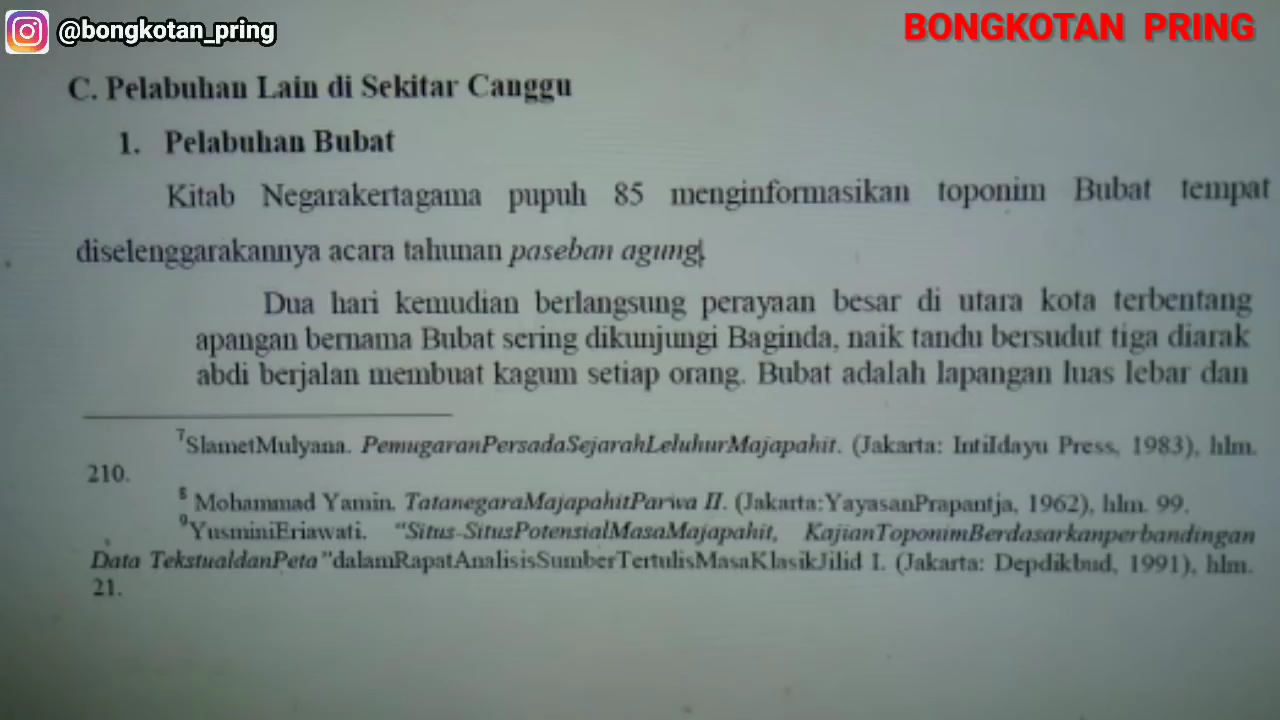 @bongkotan_pring
BONGKOTAN PRING
C. Pelabuhan Lain di Sekitar Canggu
1. Pelabuhan Bubat
Kitab Negarakertagama pupuh 85 menginformasikan toponim Bubat tempat
diselenggarakannya acara tahunan paseban agung.
Dua hari kemudian berlangsung perayaan besar di utara kota terbentang
apangan bernama Bubat sering dikunjungi Baginda, naik tandu bersudut tiga diarak
abdi berjalan membuat kagum setiap orang. Bubat adalah lapangan luas lebar dan
7SlametMulyana. PemugaranPersadaSejarahLeluhurMajapahit. (Jakarta: IntiIdayu Press, 1983), hlm.
210.
8 Mohammad Yamin. TatanegaraMajapahitParwa II. (Jakarta:YayasanPrapantja, 1962), hlm. 99.
9YusminiEriawati. "Situs-SitusPotensialMasaMajapahit, KajianToponimBerdasarkanperbandingan
Data TekstualdanPeta"dalamRapatAnalisisSumberTertulisMasaKlasikJilid I. (Jakarta: Depdikbud, 1991), hlm.
21.